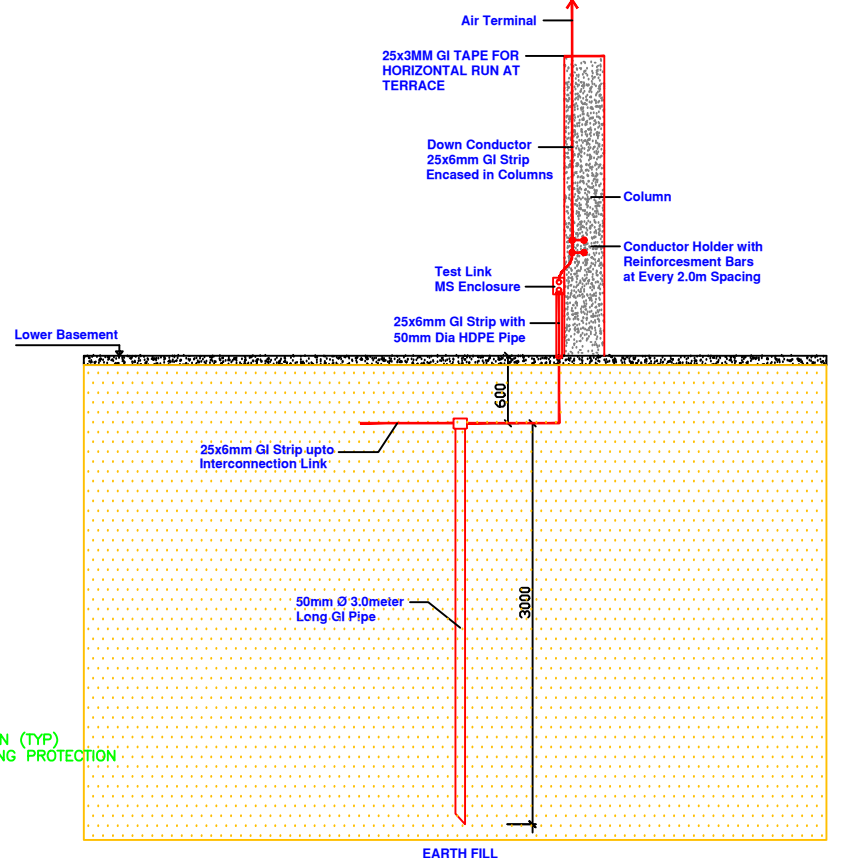 Air Terminal
25x3MM GI TAPE FOR
HORIZONTAL RUN AT
TERRACE
Down Conductor
25x6mm GI Strip
Encased in Columns
Column
Conductor Holder with
Reinforcesment Bars
at Every 2.0m Spacing
Test Link
MS Enclosure
25x6mm GI Strip with
50mm Dia HDPE Pipe
Lower Basement
600
25x6mm GI Strip upto
Interconnection Link
50mm Ø 3.0meter
Long GI Pipe
3000
N (TYP)
NG PROTECTION
EARTH FILL